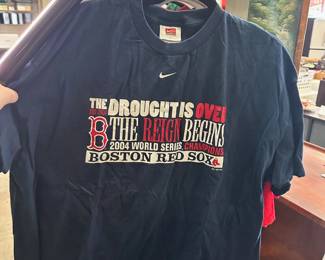 THE DROUGHT IS OVER
B THE REIGN BEGINS
2004 WORLD SERIES CHAMPIONS
BOSTON RED SOX